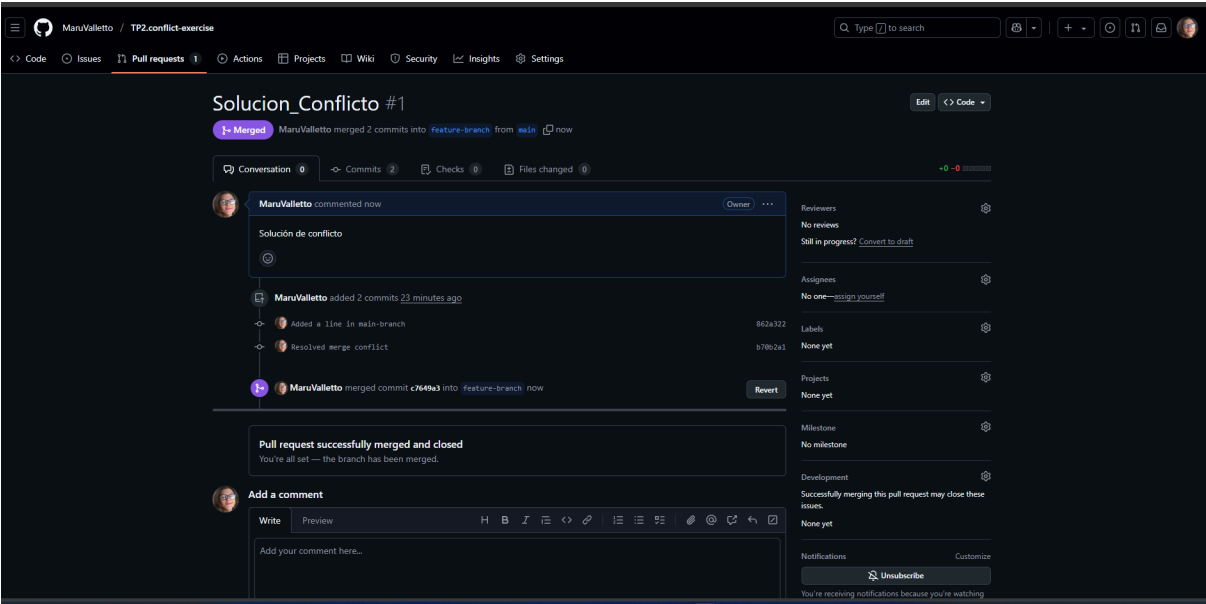 MaruValletto / TP2.conflict-exercise
Type / to search
Code Issues Pull requests 1 Actions Projects Wiki Security Insights Settings
Solucion_Conflicto #1
Edit <> Code
Merged MaruValletto merged 2 commits into feature-branch from main now
Conversation 0 Commits 2 Checks 0 Files changed 0
+0 −0
MaruValletto commented now
Owner ...
Solución de conflicto
MaruValletto added 2 commits 23 minutes ago
Added a line in main-branch 862a322
Resolved merge conflict b70b2a1
MaruValletto merged commit c7649a3 into feature-branch now
Revert
Pull request successfully merged and closed
You're all set — the branch has been merged.
Add a comment
Write Preview
H B I
Add your comment here...
Reviewers
No reviews
Still in progress? Convert to draft
Assignees
No one—assign yourself
Labels
None yet
Projects
None yet
Milestone
No milestone
Development
Successfully merging this pull request may close these
issues.
None yet
Notifications Customize
Unsubscribe
You're receiving notifications because you're watching